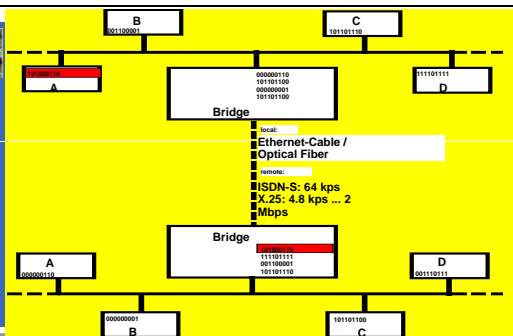 B
001100001
C
101101110
101000110
A
111101111
D
000000110
101101100
000000001
101101100
Bridge
local:
Ethernet-Cable /
Optical Fiber
remote:
ISDN-S: 64 kps
X.25: 4.8 kps ... 2
Mbps
Bridge
101000110
111101111
001100001
101101110
A
000000110
D
001110111
000000001
B
101101100
C